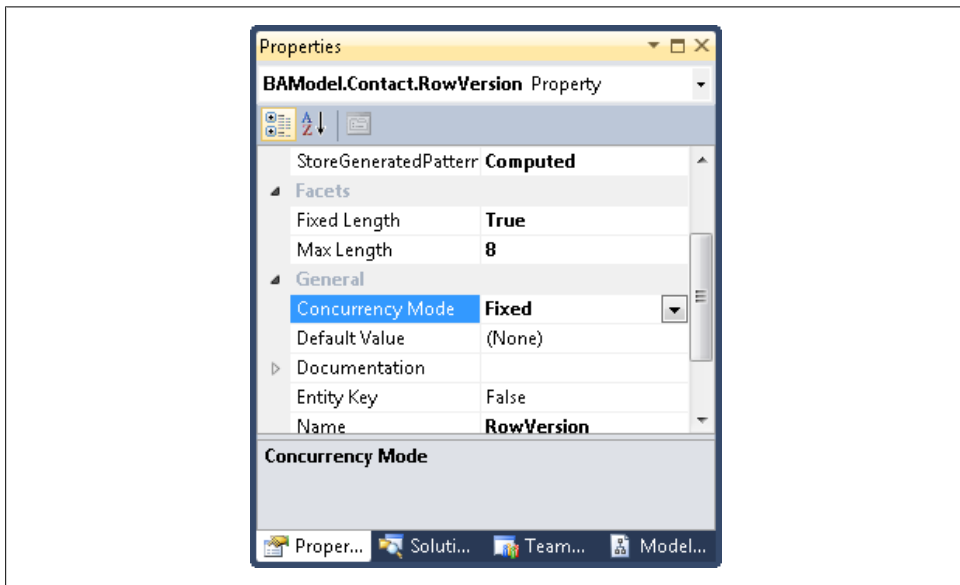 Properties
BAModel.Contact.RowVersion Property
StoreGeneratedPatterr Computed
Facets
Fixed Length True
Max Length 8
General
Concurrency Mode Fixed
Default Value (None)
Documentation
Entity Key False
Name RowVersion
Concurrency Mode
Proper... Soluti... Team... Model...